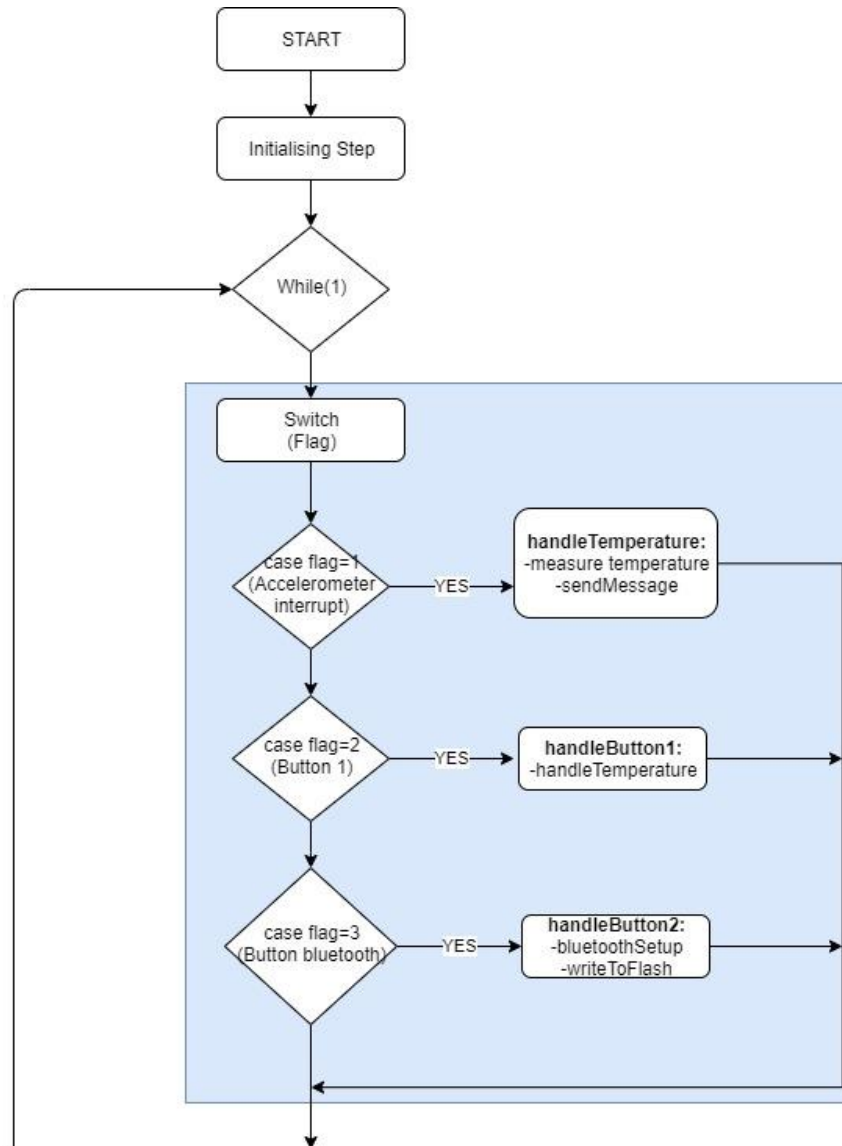 START
Initialising Step
While(1)
Switch
(Flag)
case flag=1
(Accelerometer
interrupt)
YES
handleTemperature:
-measure temperature
-sendMessage
case flag=2
(Button 1)
YES
handleButton1:
-handleTemperature
case flag=3
(Button bluetooth)
YES
handleButton2:
-bluetoothSetup
-writeToFlash